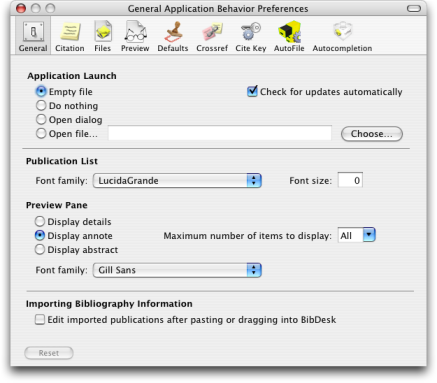 General Application Behavior Preferences
General Citation Files Preview Defaults Crossref Cite Key AutoFile Autocompletion
Application Launch
Empty file Check for updates automatically
Do nothing
Open dialog
Open file... Choose...
Publication List
Font family: LucidaGrande Font size: 0
Preview Pane
Display details
Display annote Maximum number of items to display: All
Display abstract
Font family: Gill Sans
Importing Bibliography Information
Edit imported publications after pasting or dragging into BibDesk
Reset